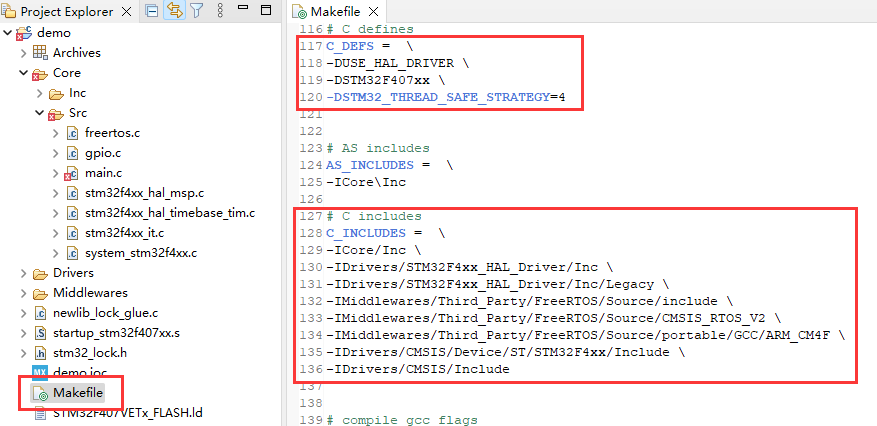 Project Explorer
demo
Archives
Core
Inc
Src
freertos.c
gpio.c
main.c
stm32f4xx_hal_msp.c
stm32f4xx_hal_timebase_tim.c
stm32f4xx_it.c
system_stm32f4xx.c
Drivers
Middlewares
newlib_lock_glue.c
startup_stm32f407xx.s
stm32_lock.h
MX demo.ioc
Makefile
STM32F407VETx_FLASH.ld
Makefile
116 # C defines
117 C_DEFS =  \
118 -DUSE_HAL_DRIVER \
119 -DSTM32F407xx \
120 -DSTM32_THREAD_SAFE_STRATEGY=4
121
122
123 # AS includes
124 AS_INCLUDES =  \
125 -ICore\Inc
126
127 # C includes
128 C_INCLUDES =  \
129 -ICore/Inc \
130 -IDrivers/STM32F4xx_HAL_Driver/Inc \
131 -IDrivers/STM32F4xx_HAL_Driver/Inc/Legacy \
132 -IMiddlewares/Third_Party/FreeRTOS/Source/include \
133 -IMiddlewares/Third_Party/FreeRTOS/Source/CMSIS_RTOS_V2 \
134 -IMiddlewares/Third_Party/FreeRTOS/Source/portable/GCC/ARM_CM4F \
135 -IDrivers/CMSIS/Device/ST/STM32F4xx/Include \
136 -IDrivers/CMSIS/Include
137
138
139 # compile gcc flags